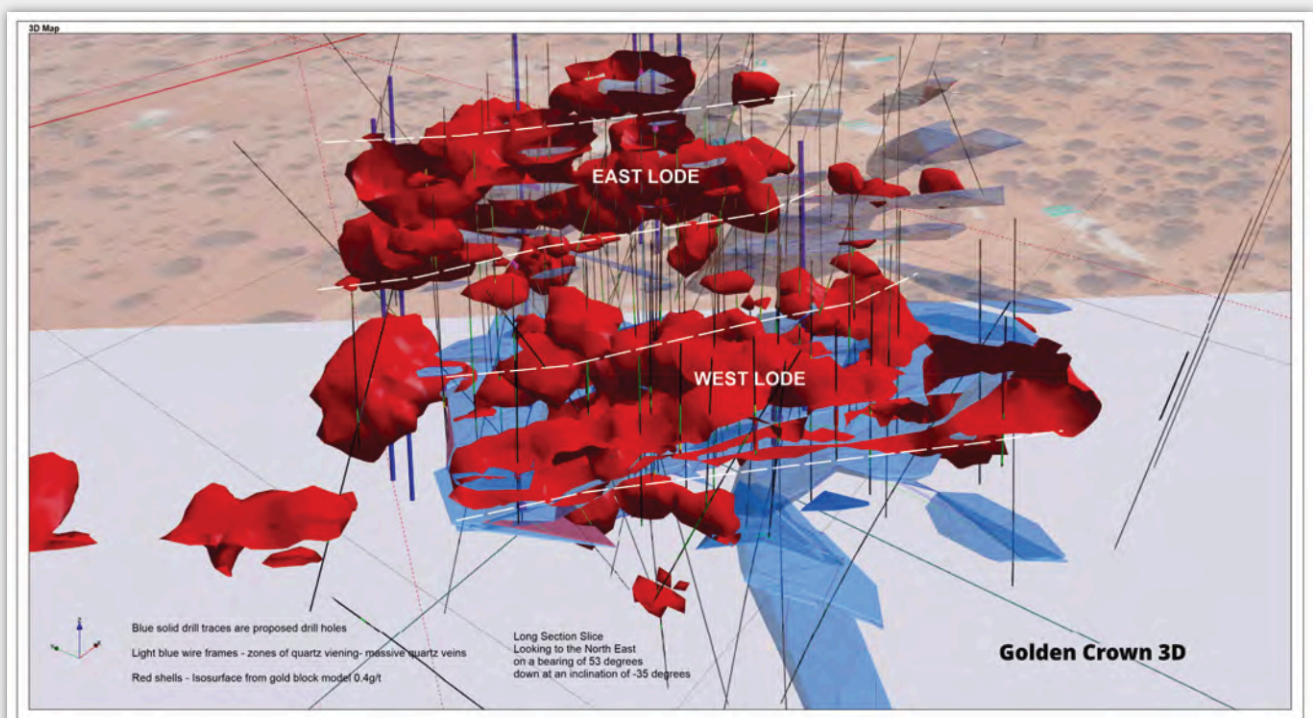 3D Map
EAST LODE
WEST LODE
Blue solid drill traces are proposed drill holes
Light blue wire frames - zones of quartz viening- massive quartz veins
Red shells - Isosurface from gold block model 0.4g/t
Long Section Slice
Looking to the North East
on a bearing of 53 degrees
down at an inclination of -35 degrees
Golden Crown 3D